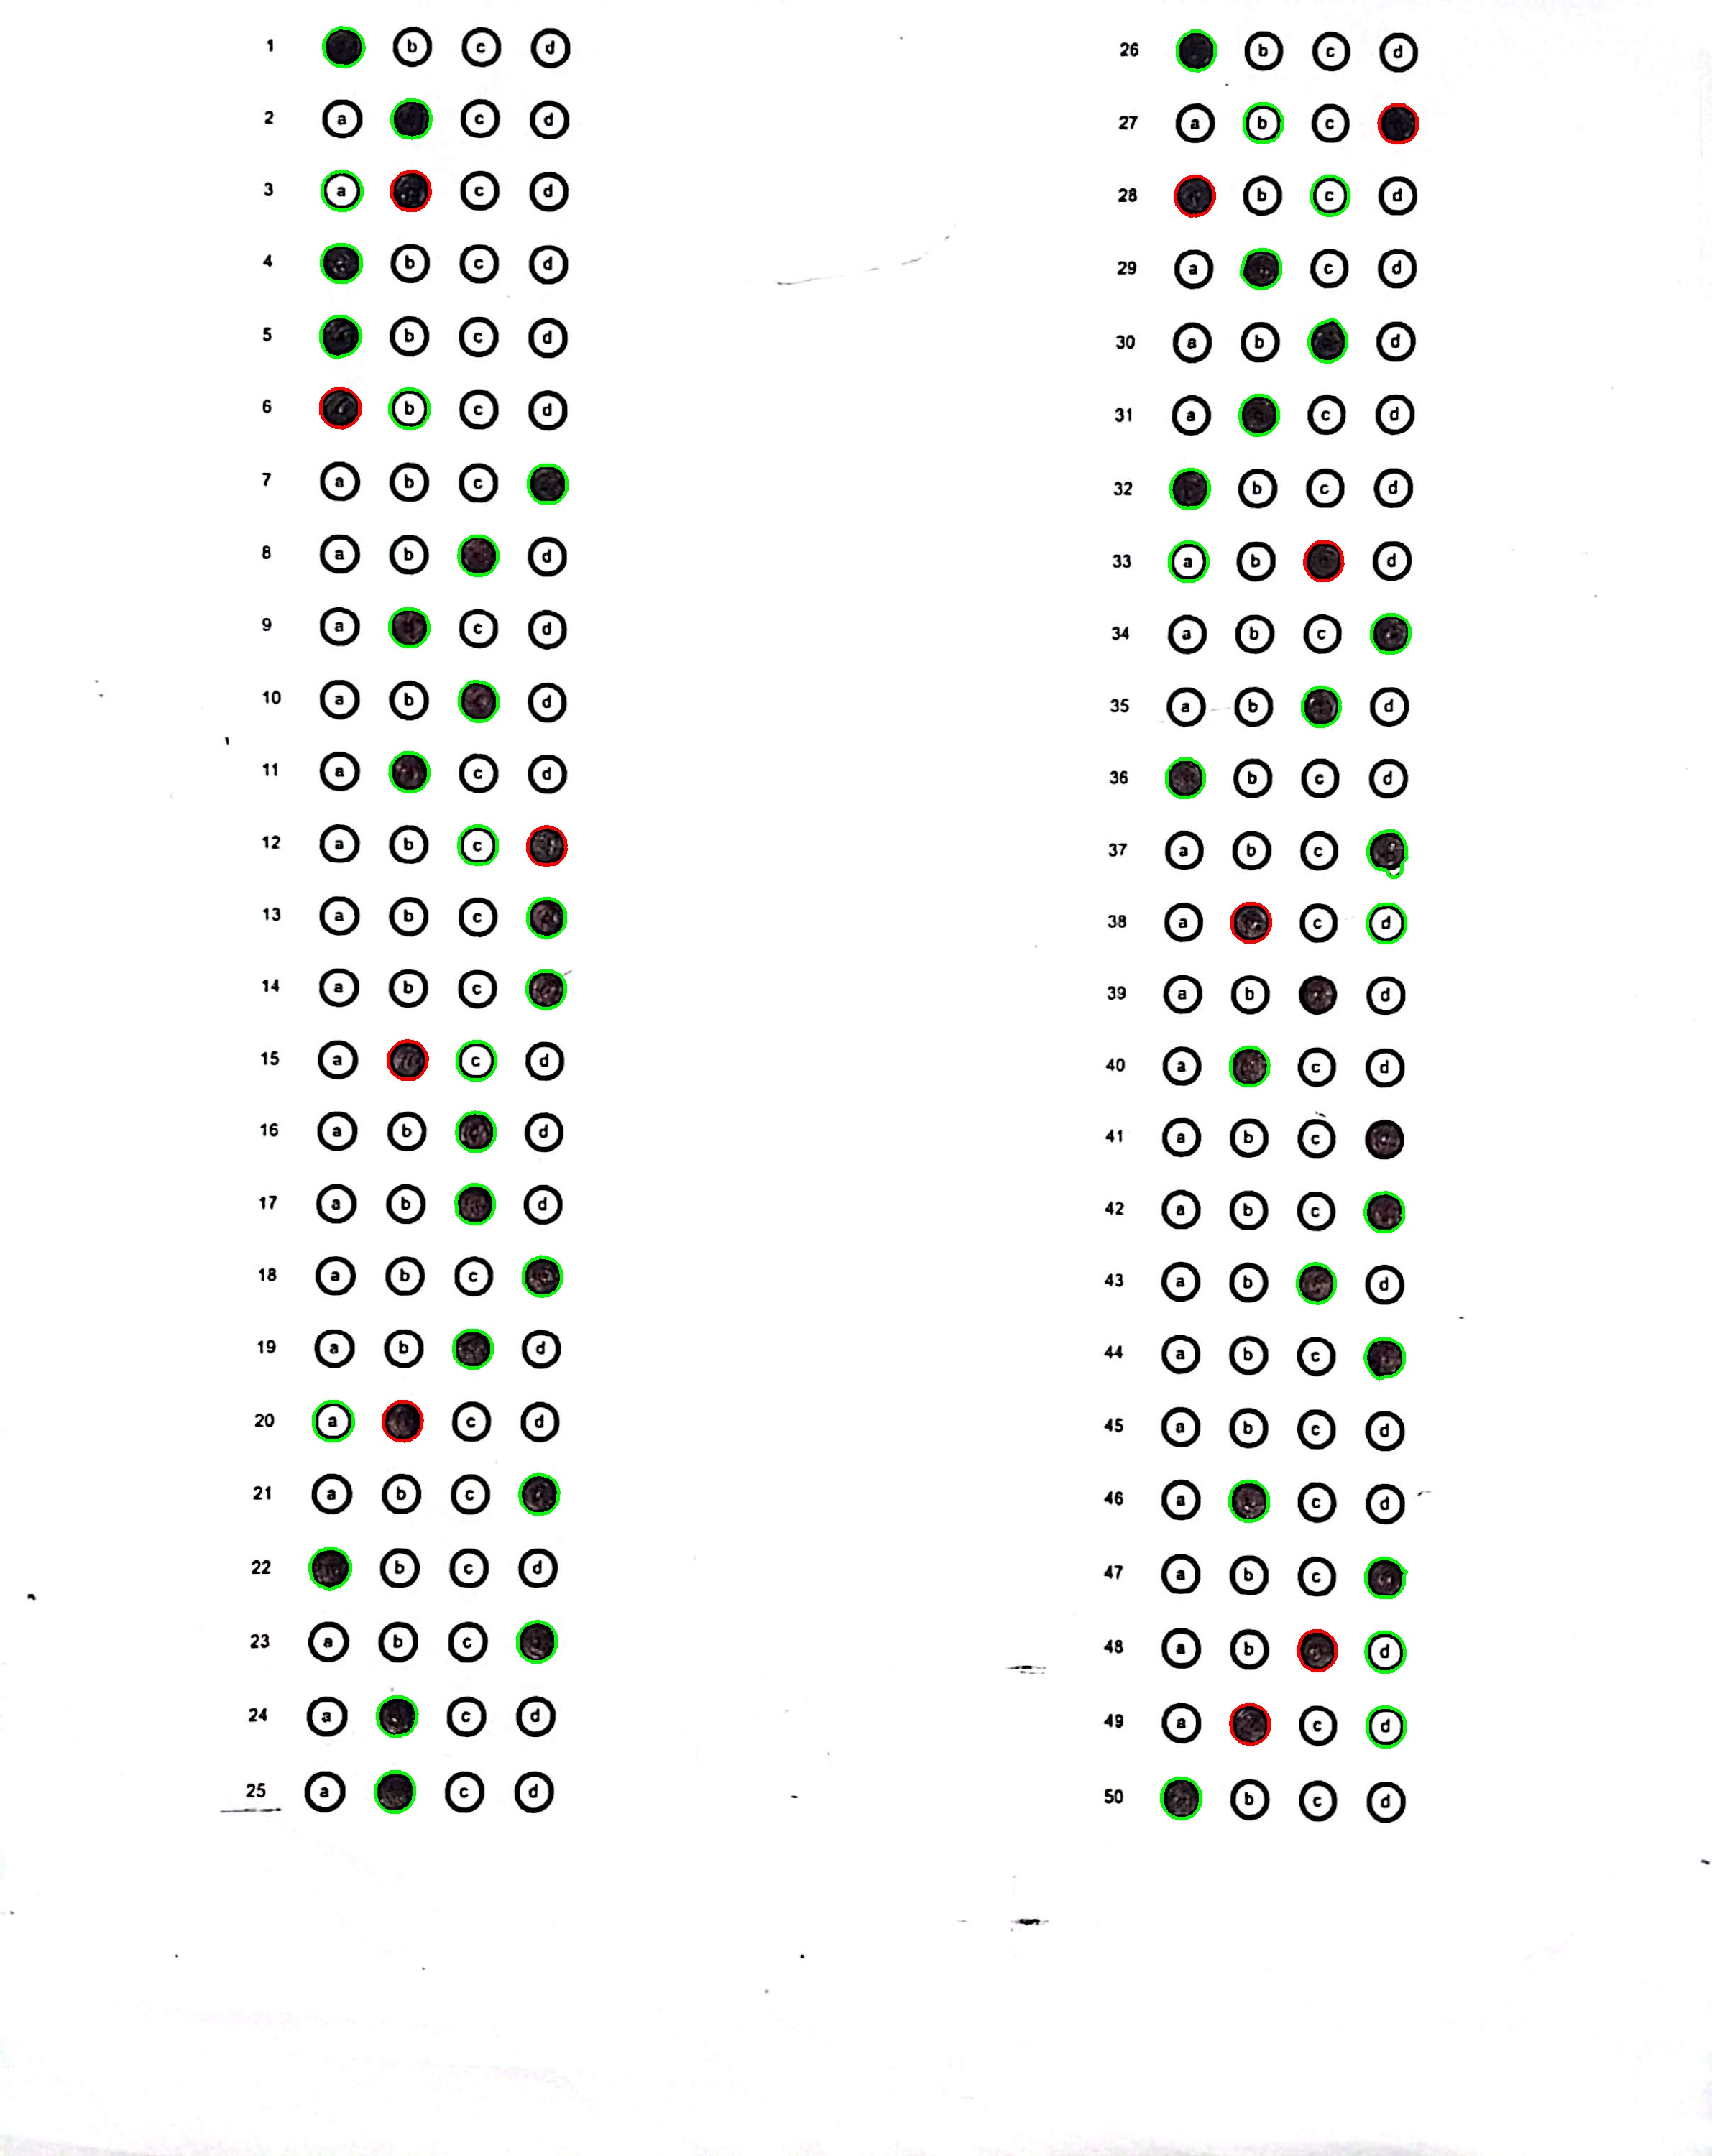 1 b c d
2 a c d
3 a c d
4 b c d
5 b c d
6 b c d
7 a b c
8 a b d
9 a c d
10 a b d
11 a c d
12 a b c
13 a b c
14 a b c
15 a c d
16 a b d
17 a b d
18 a b c
19 a b d
20 a c d
21 a b c
22 b c d
23 a b c
24 a c d
25 a c d
26 b c d
27 a b c
28 b c d
29 a c d
30 a b d
31 a c d
32 b c d
33 a b d
34 a b c
35 a b d
36 b c d
37 a b c
38 a c d
39 a b d
40 a c d
41 a b c
42 a b c
43 a b d
44 a b c
45 a b c d
46 a c d
47 a b c
48 a b d
49 a c d
50 b c d